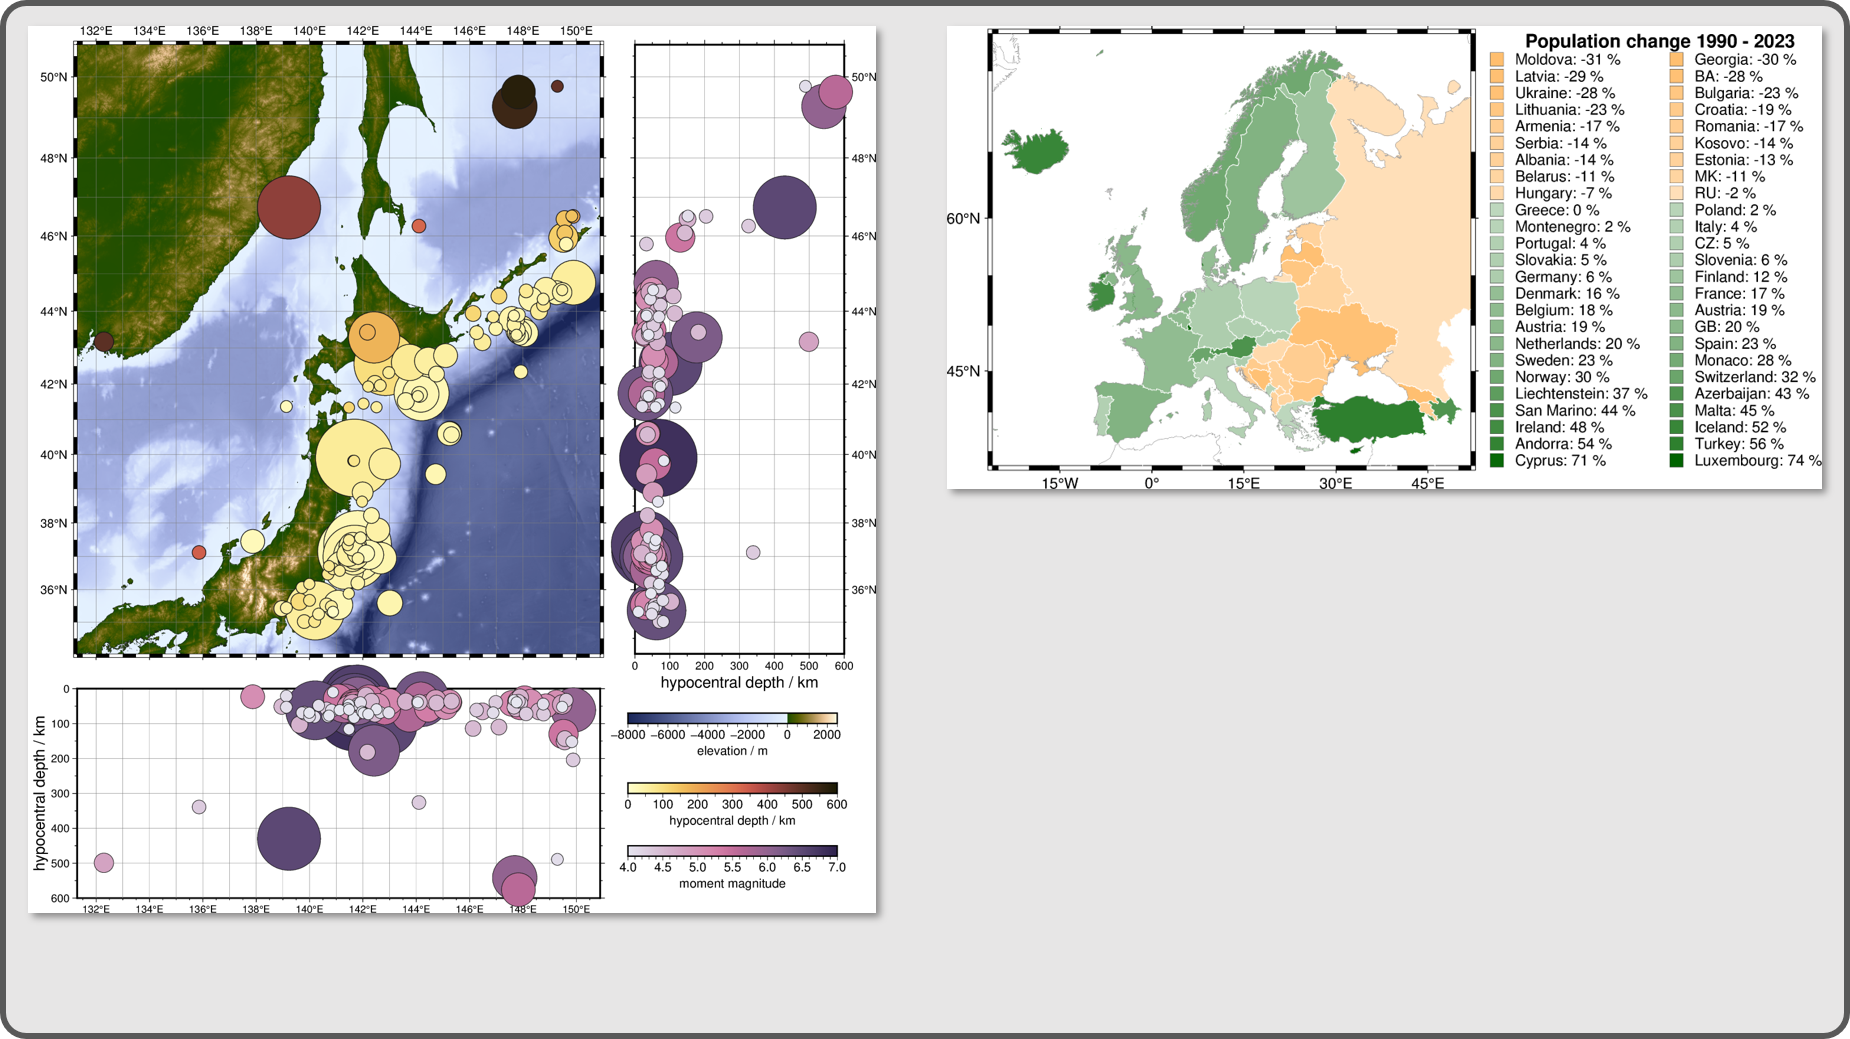 132°E 134°E 136°E 138°E 140°E 142°E 144°E 146°E 148°E 150°E
50°N 50°N
48°N 48°N
46°N 46°N
44°N 44°N
42°N 42°N
40°N 40°N
38°N 38°N
36°N 36°N
0 100 200 300 400 500 600
hypocentral depth / km
0
100
200
300
400
500
600
hypocentral depth / km
132°E 134°E 136°E 138°E 140°E 142°E 144°E 146°E 148°E 150°E
−8000 −6000 −4000 −2000 0 2000
elevation / m
0 100 200 300 400 500 600
hypocentral depth / km
4.0 4.5 5.0 5.5 6.0 6.5 7.0
moment magnitude
60°N
45°N
15°W 0° 15°E 30°E 45°E
Population change 1990 - 2023
Moldova: -31 % Georgia: -30 %
Latvia: -29 % BA: -28 %
Ukraine: -28 % Bulgaria: -23 %
Lithuania: -23 % Croatia: -19 %
Armenia: -17 % Romania: -17 %
Serbia: -14 % Kosovo: -14 %
Albania: -14 % Estonia: -13 %
Belarus: -11 % MK: -11 %
Hungary: -7 % RU: -2 %
Greece: 0 % Poland: 2 %
Montenegro: 2 % Italy: 4 %
Portugal: 4 % CZ: 5 %
Slovakia: 5 % Slovenia: 6 %
Germany: 6 % Finland: 12 %
Denmark: 16 % France: 17 %
Belgium: 18 % Austria: 19 %
Austria: 19 % GB: 20 %
Netherlands: 20 % Spain: 23 %
Sweden: 23 % Monaco: 28 %
Norway: 30 % Switzerland: 32 %
Liechtenstein: 37 % Azerbaijan: 43 %
San Marino: 44 % Malta: 45 %
Ireland: 48 % Iceland: 52 %
Andorra: 54 % Turkey: 56 %
Cyprus: 71 % Luxembourg: 74 %